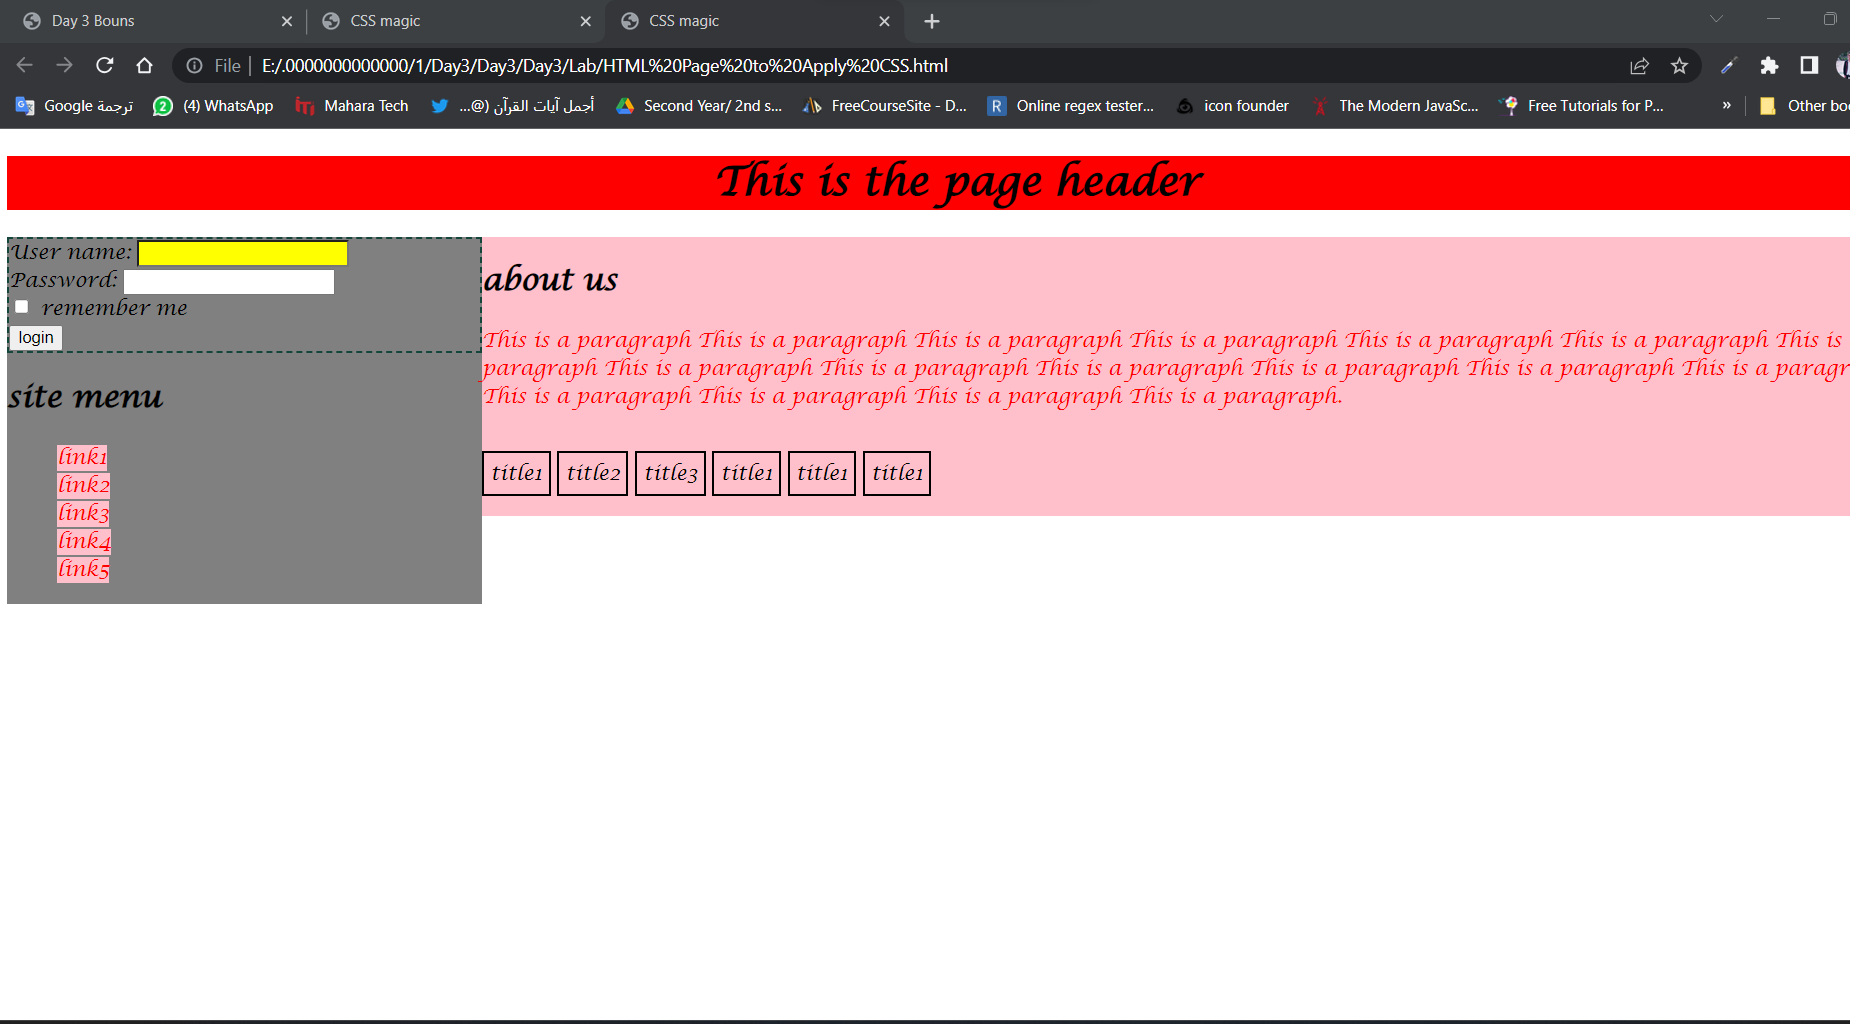 Day 3 Bouns
CSS magic
CSS magic
File
E:/.0000000000000/1/Day3/Day3/Day3/Lab/HTML%20Page%20to%20Apply%20CSS.html
Google ترجمة
2 (4) WhatsApp
iTi Mahara Tech
أجمل آيات القرآن (@...
Second Year/ 2nd s...
FreeCourseSite - D...
R Online regex tester...
icon founder
The Modern JavaSc...
Free Tutorials for P...
»
Other boo
This is the page header
User name:
Password:
remember me
login
site menu
link1
link2
link3
link4
link5
about us
This is a paragraph This is a paragraph This is a paragraph This is a paragraph This is a paragraph This is a paragraph This is
paragraph This is a paragraph This is a paragraph This is a paragraph This is a paragraph This is a paragraph This is a paragr
This is a paragraph This is a paragraph This is a paragraph This is a paragraph.
title1 title2 title3 title1 title1 title1